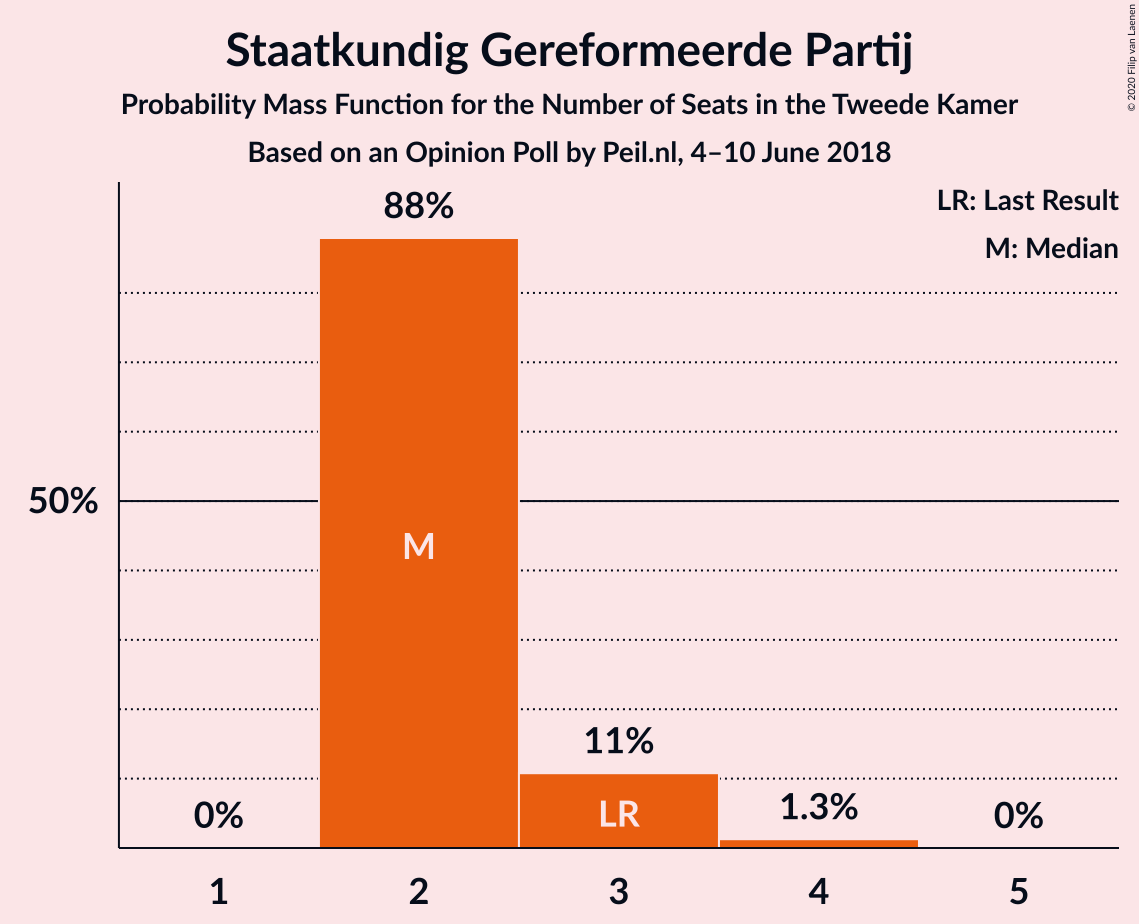 Staatkundig Gereformeerde Partij
Probability Mass Function for the Number of Seats in the Tweede Kamer
Based on an Opinion Poll by Peil.nl, 4–10 June 2018
© 2020 Filip van Laenen
LR: Last Result
M: Median
88%
50%
M
11%
LR
1.3%
0%
0%
1 2 3 4 5